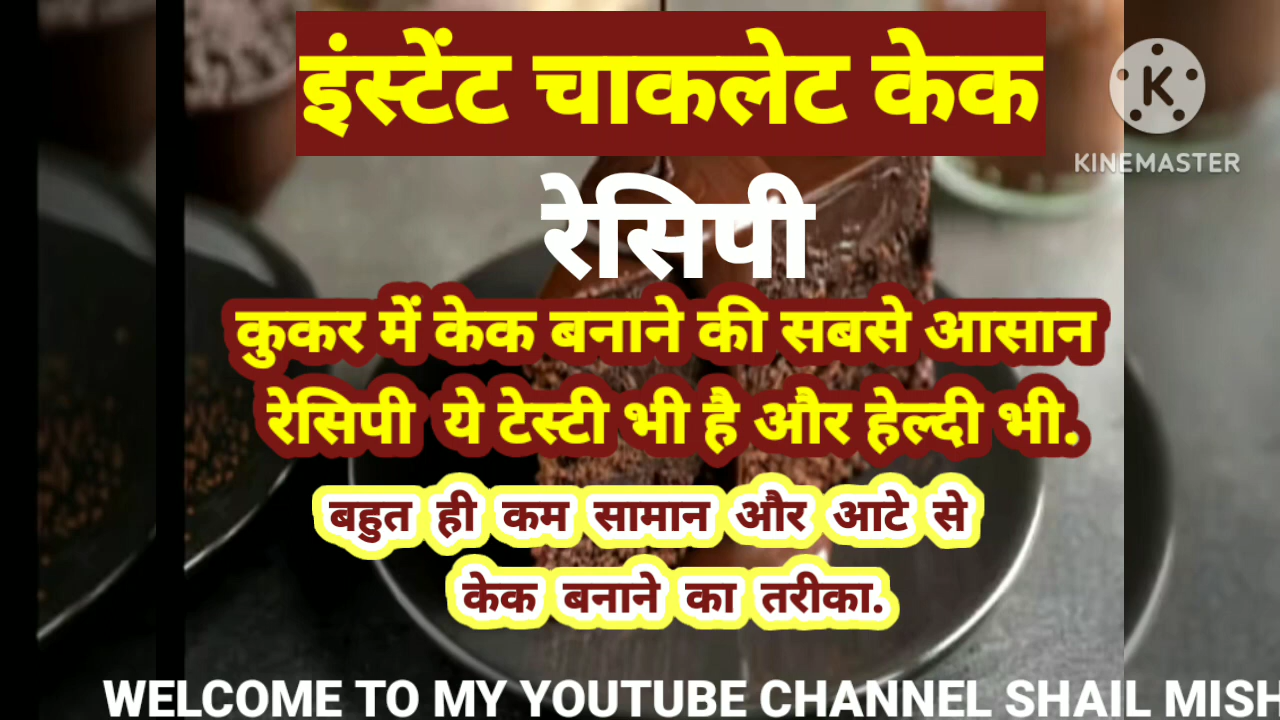 इंस्टेंट चाकलेट केक
K
KINEMASTER
रेसिपी
कुकर में केक बनाने की सबसे आसान
रेसिपी ये टेस्टी भी है और हेल्दी भी.
बहुत ही कम सामान और आटे से
केक बनाने का तरीका.
WELCOME TO MY YOUTUBE CHANNEL SHAIL MISH